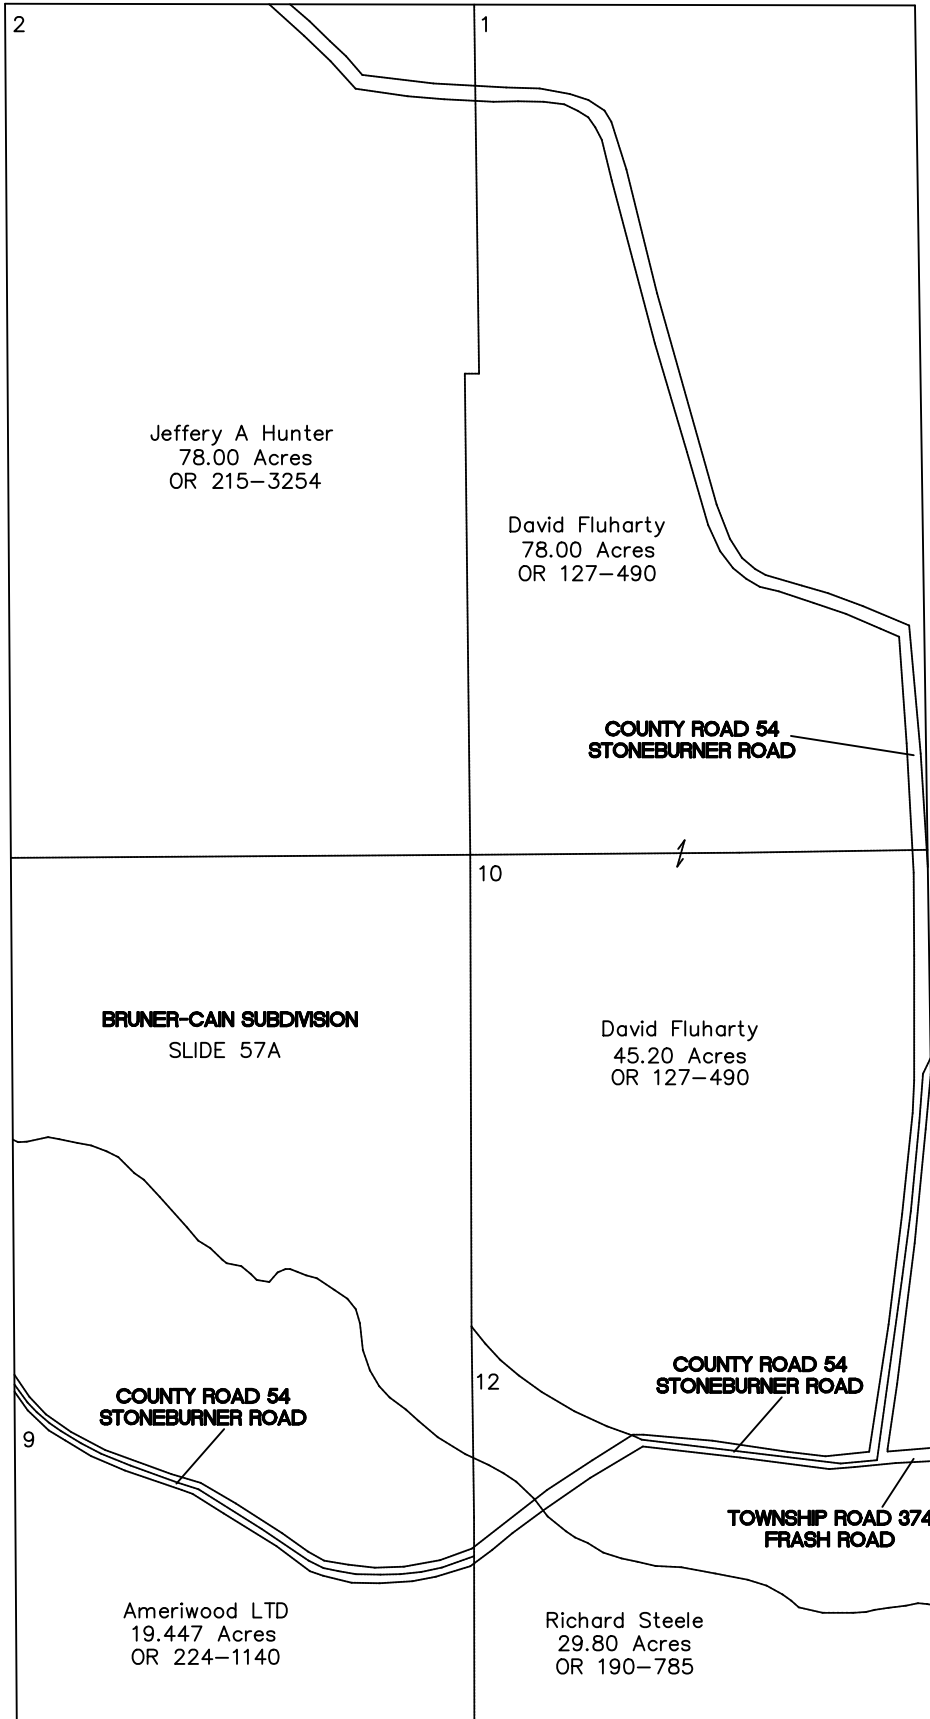 2
1
Jeffery A Hunter
78.00 Acres
OR 215-3254
David Fluharty
78.00 Acres
OR 127-490
COUNTY ROAD 54
STONEBURNER ROAD
10
BRUNER-CAIN SUBDIVISION
SLIDE 57A
David Fluharty
45.20 Acres
OR 127-490
COUNTY ROAD 54
STONEBURNER ROAD
12
COUNTY ROAD 54
STONEBURNER ROAD
9
TOWNSHIP ROAD 374
FRASH ROAD
Ameriwood LTD
19.447 Acres
OR 224-1140
Richard Steele
29.80 Acres
OR 190-785